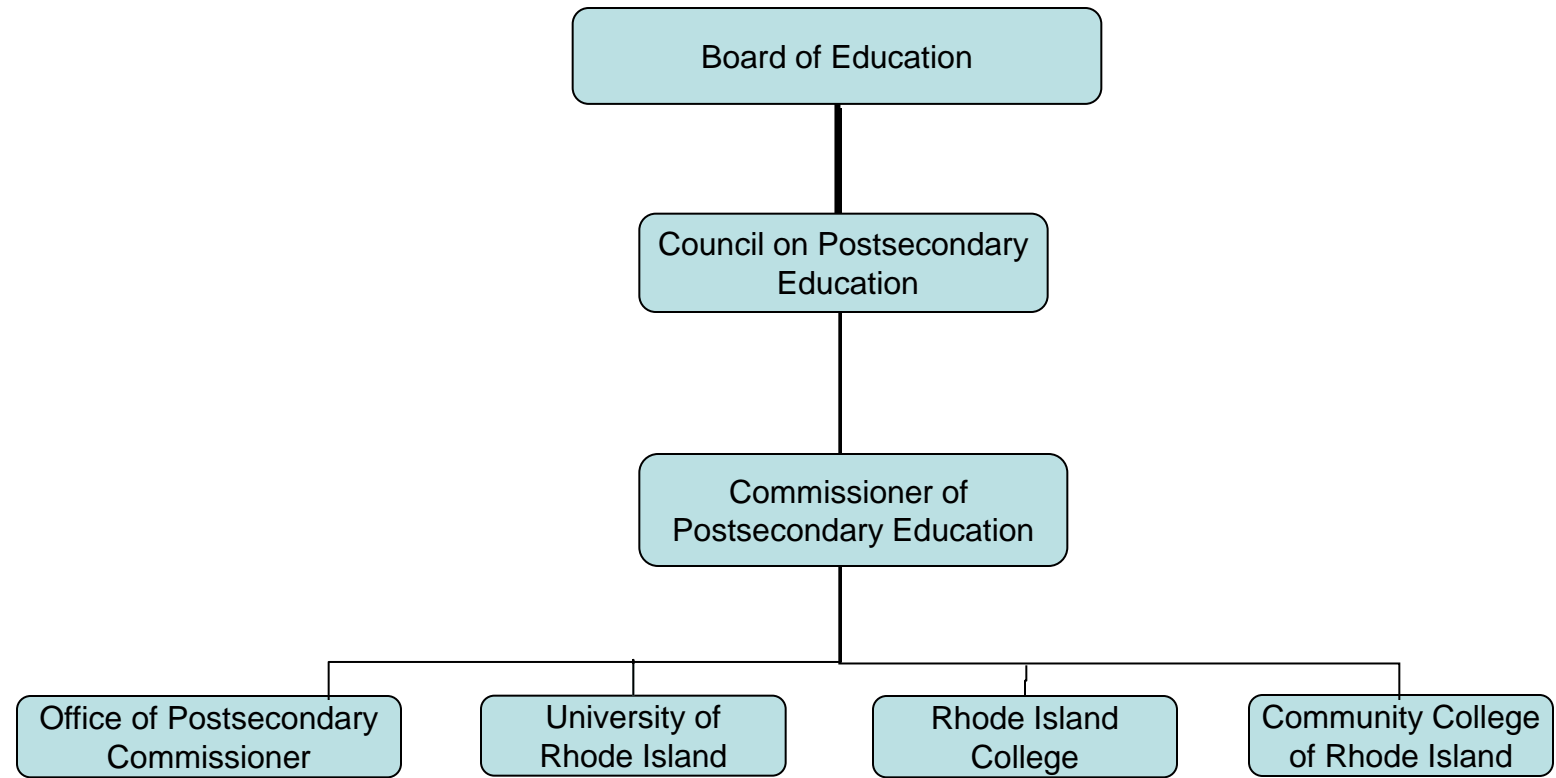 Board of Education
Council on Postsecondary
Education
Commissioner of
Postsecondary Education
Office of Postsecondary
Commissioner
University of
Rhode Island
Rhode Island
College
Community College
of Rhode Island